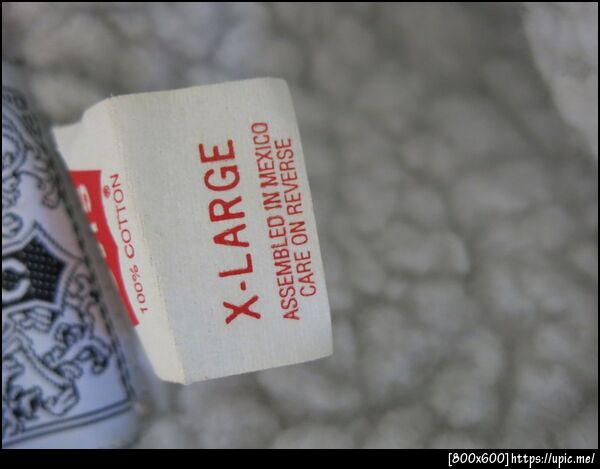 100% COTTON
X-LARGE
ASSEMBLED IN MEXICO
CARE ON REVERSE
[800x600]https://upic.me/